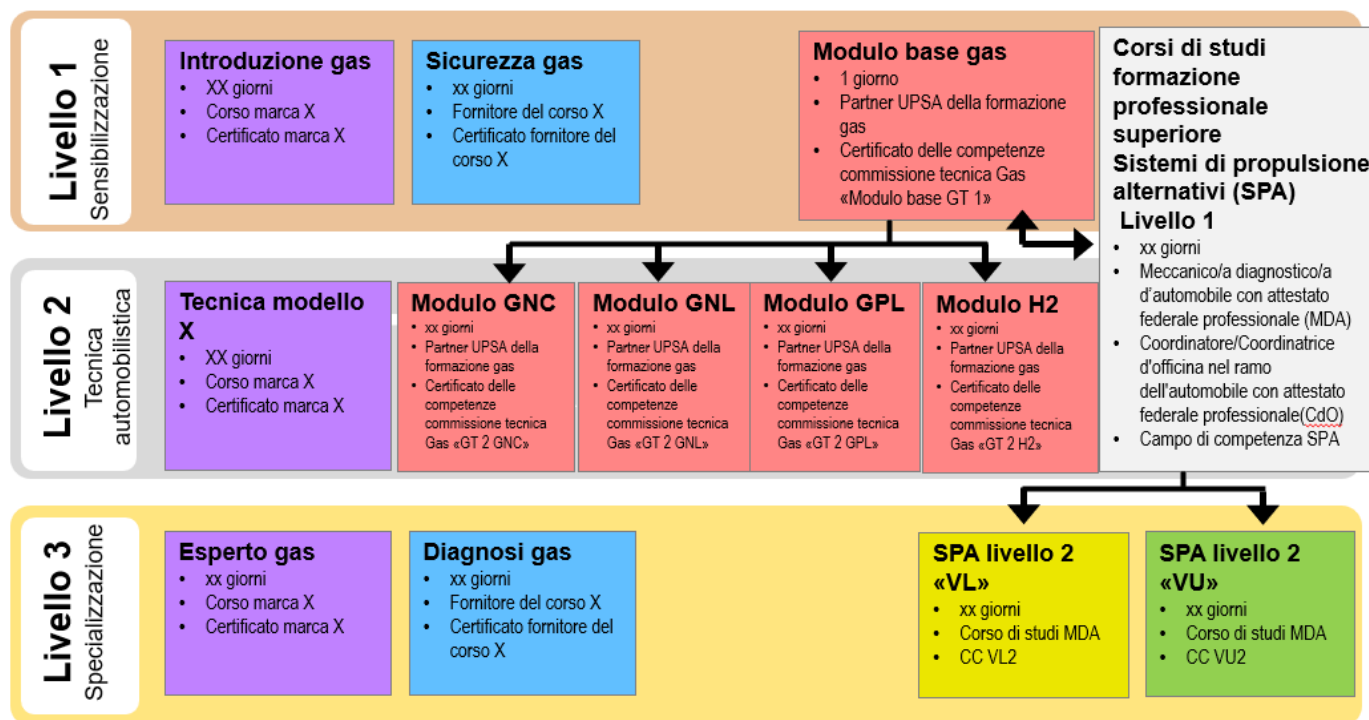 Livello 1
Sensibilizzazione
Introduzione gas
• XX giorni
• Corso marca X
• Certificato marca X
Sicurezza gas
• xx giorni
• Fornitore del corso X
• Certificato fornitore del
corso X
Modulo base gas
• 1 giorno
• Partner UPSA della formazione
gas
• Certificato delle competenze
commissione tecnica Gas
«Modulo base GT 1»
Corsi di studi
formazione
professionale
superiore
Sistemi di propulsione
alternativi (SPA)
Livello 1
• xx giorni
• Meccanico/a diagnostico/a
d'automobile con attestato
federale professionale (MDA)
• Coordinatore/Coordinatrice
d'officina nel ramo
dell'automobile con attestato
federale professionale(CdO)
• Campo di competenza SPA
Livello 2
Tecnica
automobilistica
Tecnica modello
X
• XX giorni
• Corso marca X
• Certificato marca X
Modulo GNC
• xx giorni
• Partner UPSA della
formazione gas
• Certificato delle
competenze
commissione tecnica
Gas «GT 2 GNC»
Modulo GNL
• xx giorni
• Partner UPSA della
formazione gas
• Certificato delle
competenze
commissione tecnica
Gas «GT 2 GNL»
Modulo GPL
• xx giorni
• Partner UPSA della
formazione gas
• Certificato delle
competenze
commissione tecnica
Gas «GT 2 GPL»
Modulo H2
• xx giorni
• Partner UPSA della
formazione gas
• Certificato delle
competenze
commissione tecnica
Gas «GT 2 H2»
Livello 3
Specializzazione
Esperto gas
• xx giorni
• Corso marca X
• Certificato marca X
Diagnosi gas
• xx giorni
• Fornitore del corso X
• Certificato fornitore del
corso X
SPA livello 2
«VL»
• xx giorni
• Corso di studi MDA
• CC VL2
SPA livello 2
«VU»
• xx giorni
• Corso di studi MDA
• CC VU2